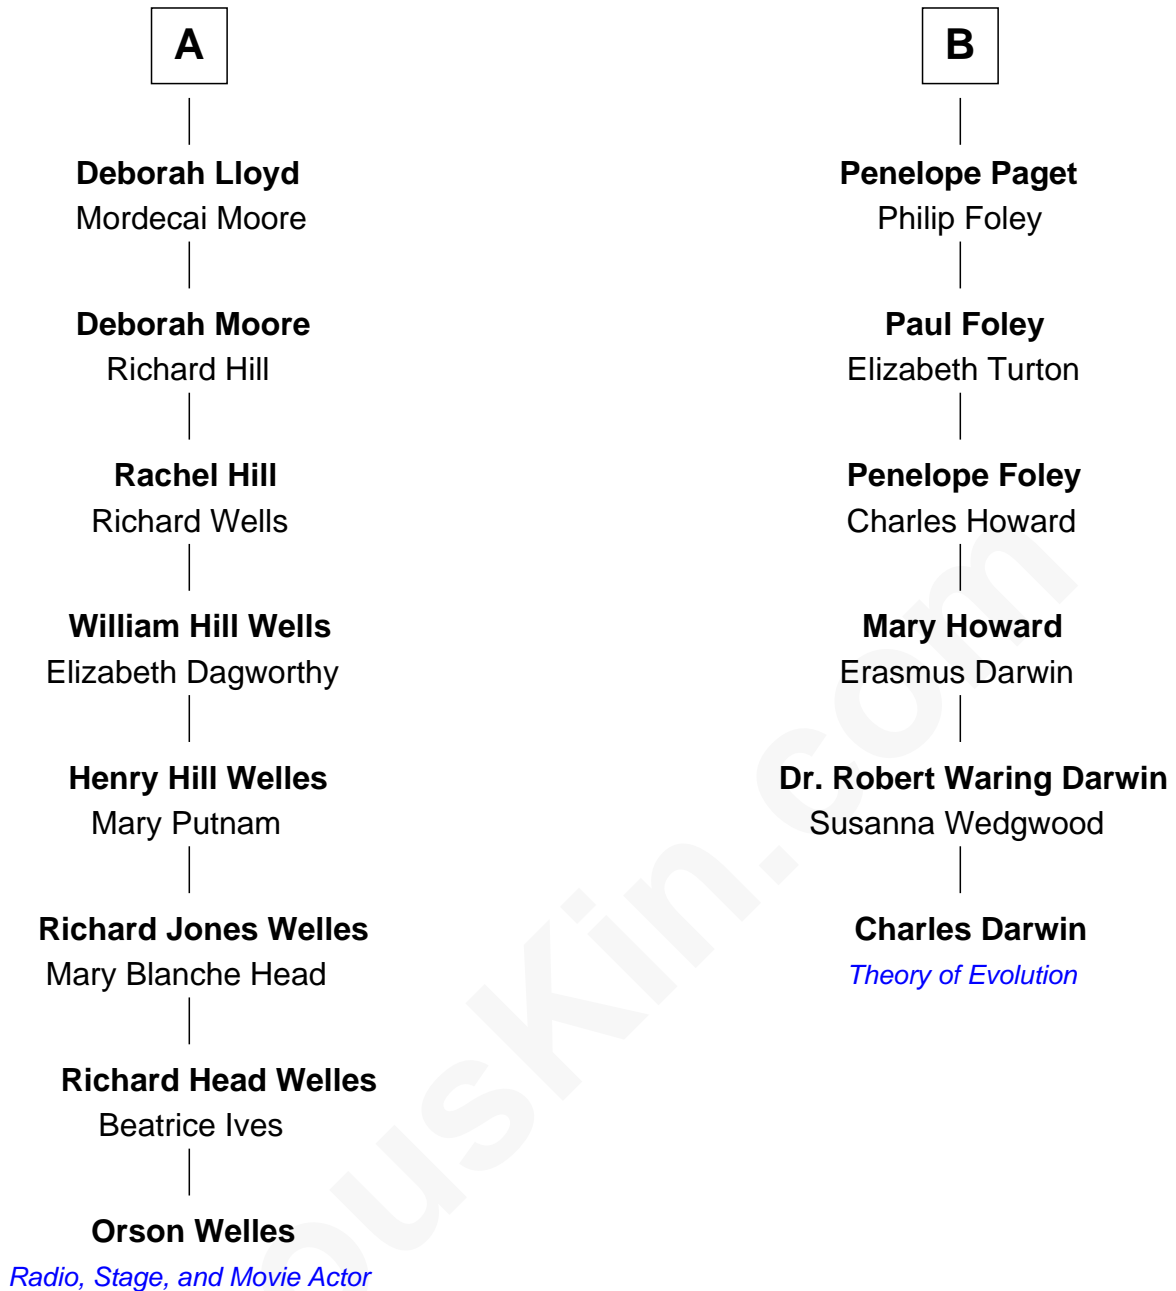 A
Deborah Lloyd
Mordecai Moore
Deborah Moore
Richard Hill
Rachel Hill
Richard Wells
William Hill Wells
Elizabeth Dagworthy
Henry Hill Welles
Mary Putnam
Richard Jones Welles
Mary Blanche Head
Richard Head Welles
Beatrice Ives
Orson Welles
Radio, Stage, and Movie Actor
B
Penelope Paget
Philip Foley
Paul Foley
Elizabeth Turton
Penelope Foley
Charles Howard
Mary Howard
Erasmus Darwin
Dr. Robert Waring Darwin
Susanna Wedgwood
Charles Darwin
Theory of Evolution
ousKin.com